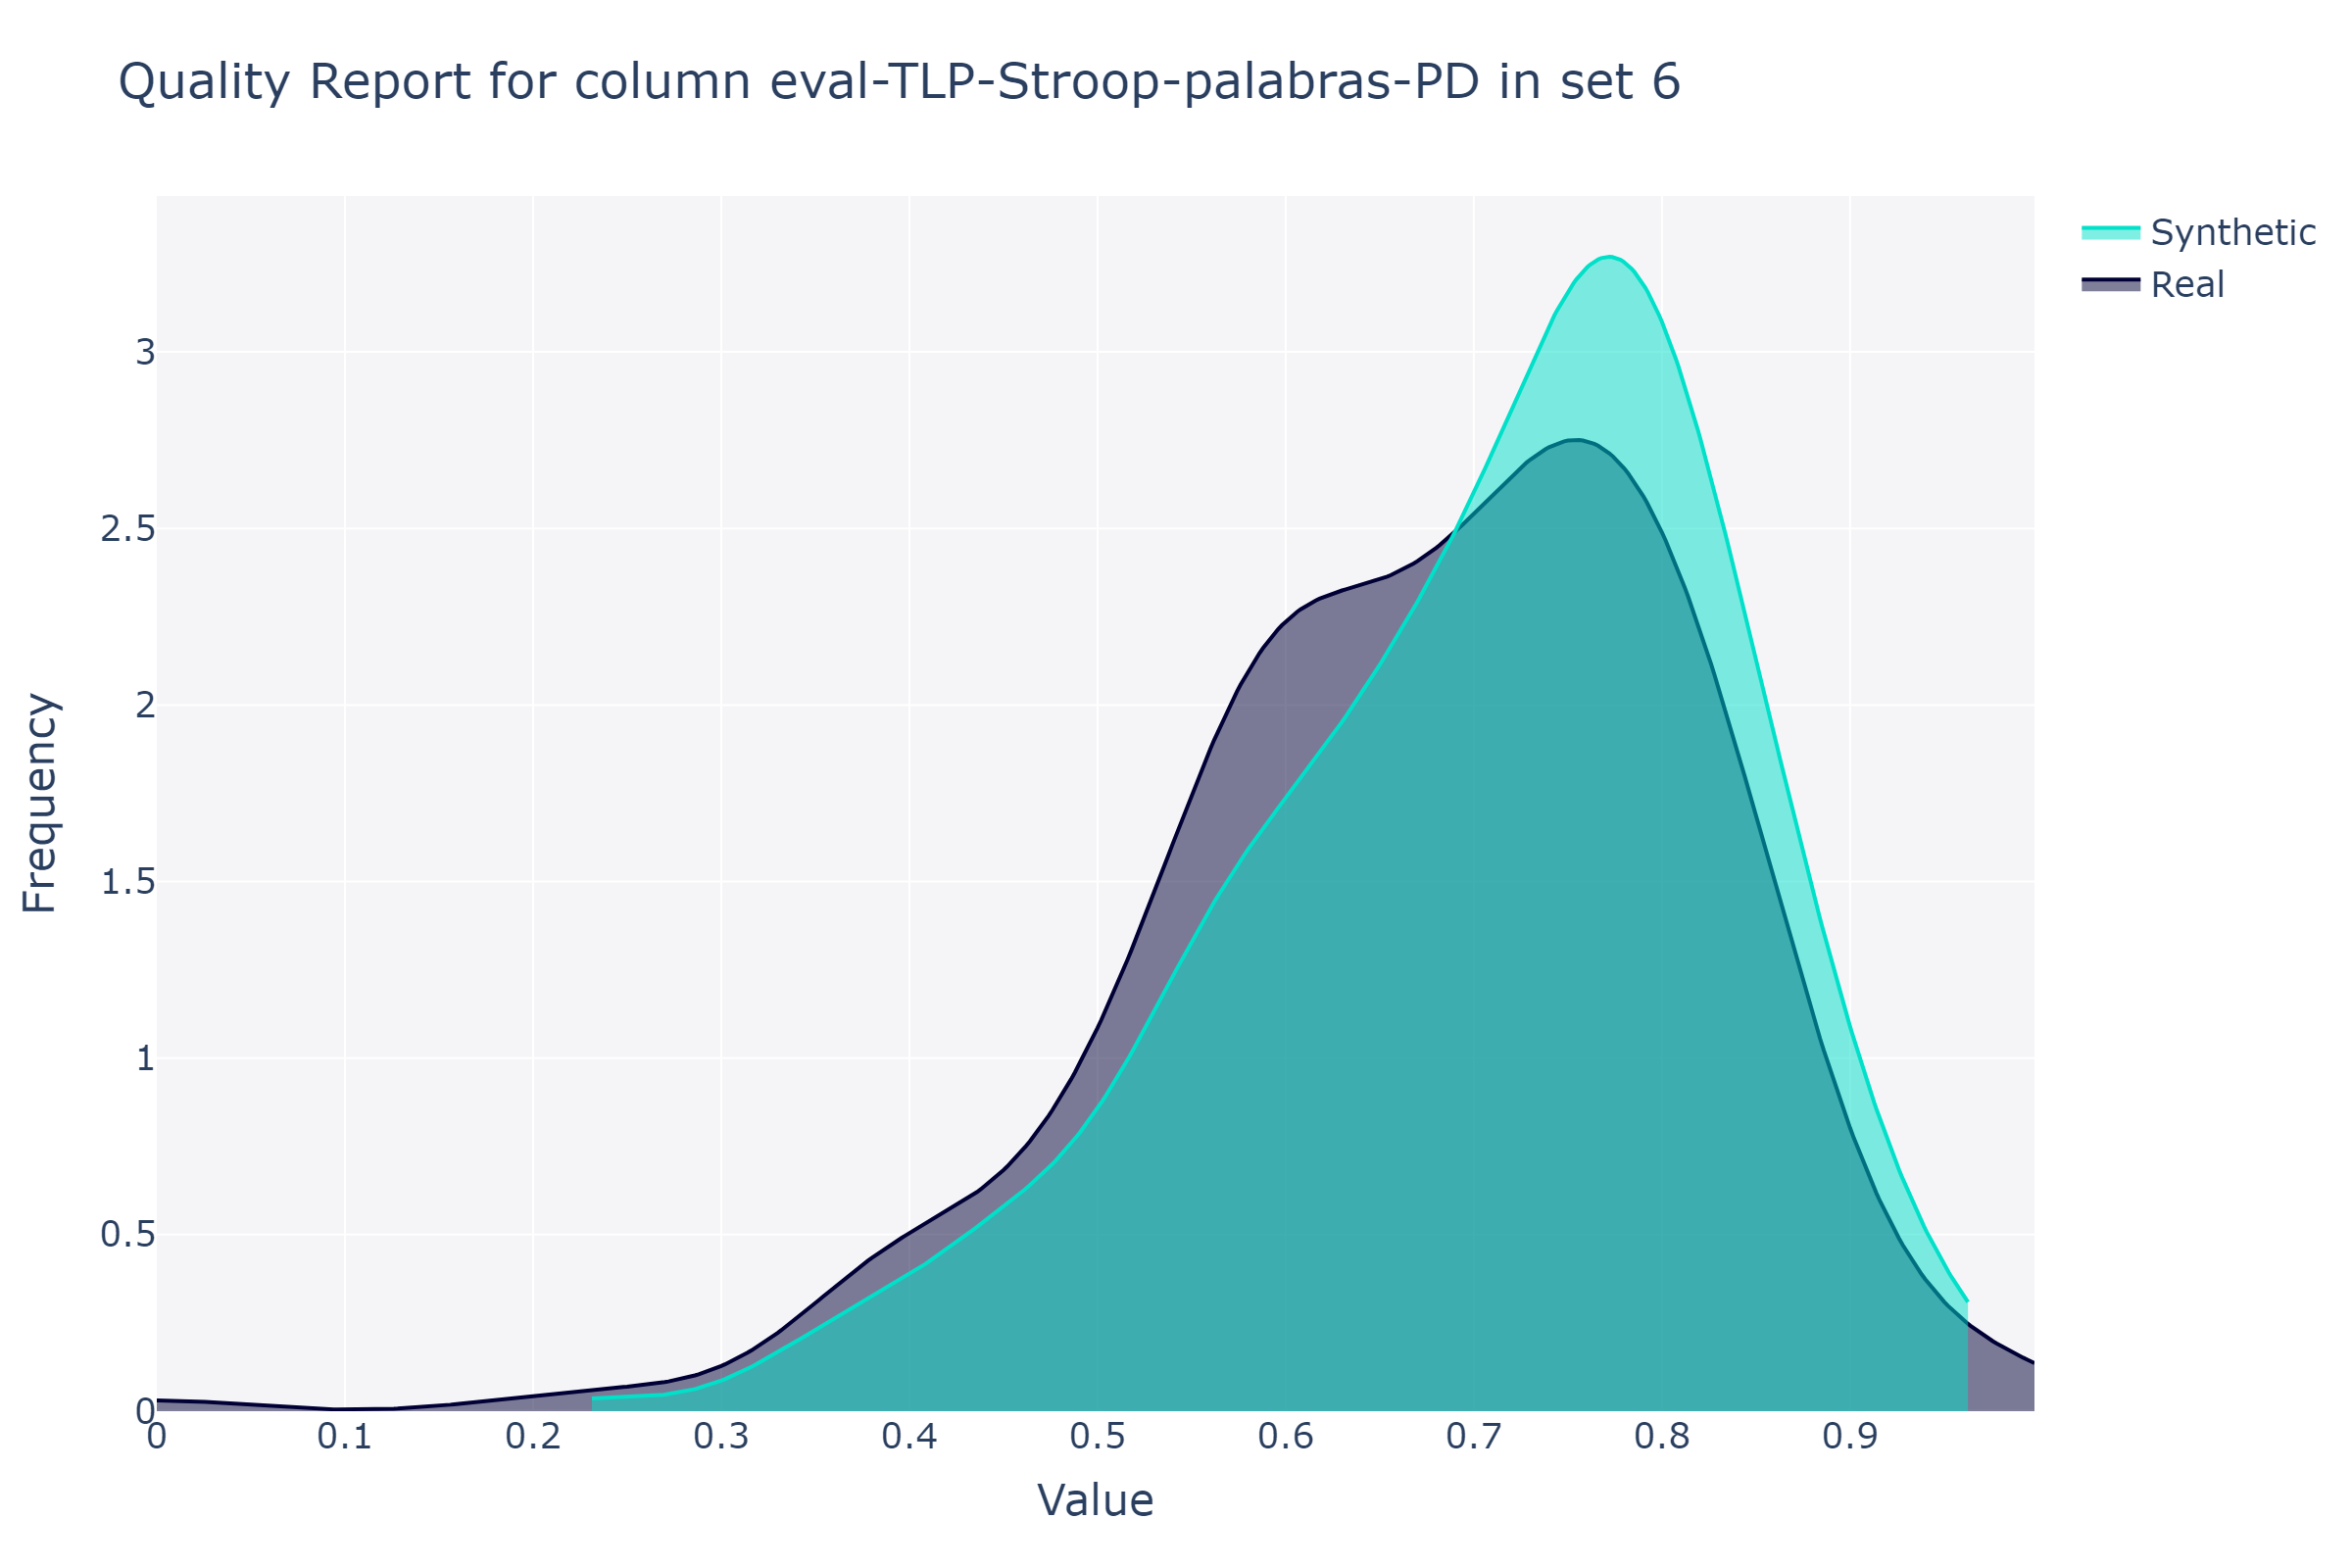 Quality Report for column eval-TLP-Stroop-palabras-PD in set 6
Synthetic
Real
Frequency
3
2.5
2
1.5
1
0.5
0
0 0.1 0.2 0.3 0.4 0.5 0.6 0.7 0.8 0.9
Value